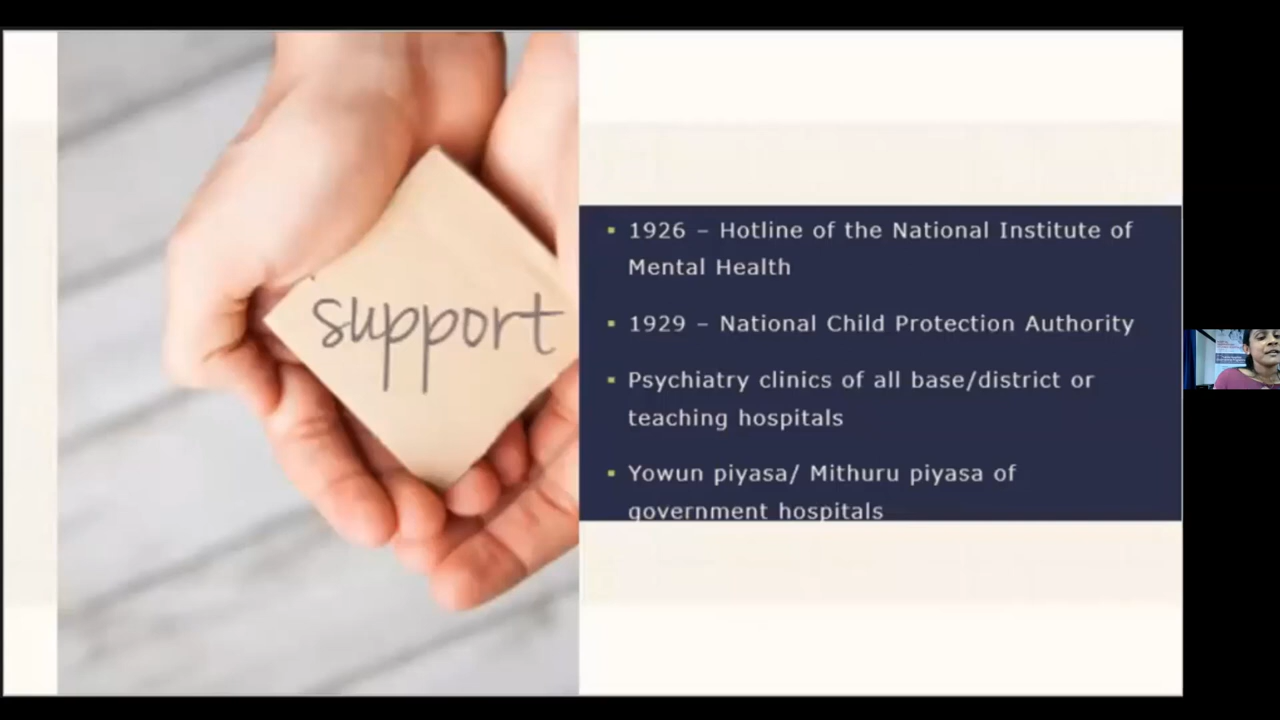 support
▪ 1926 – Hotline of the National Institute of
Mental Health
▪ 1929 – National Child Protection Authority
▪ Psychiatry clinics of all base/district or
teaching hospitals
▪ Yowun piyasa/ Mithuru piyasa of
government hospitals